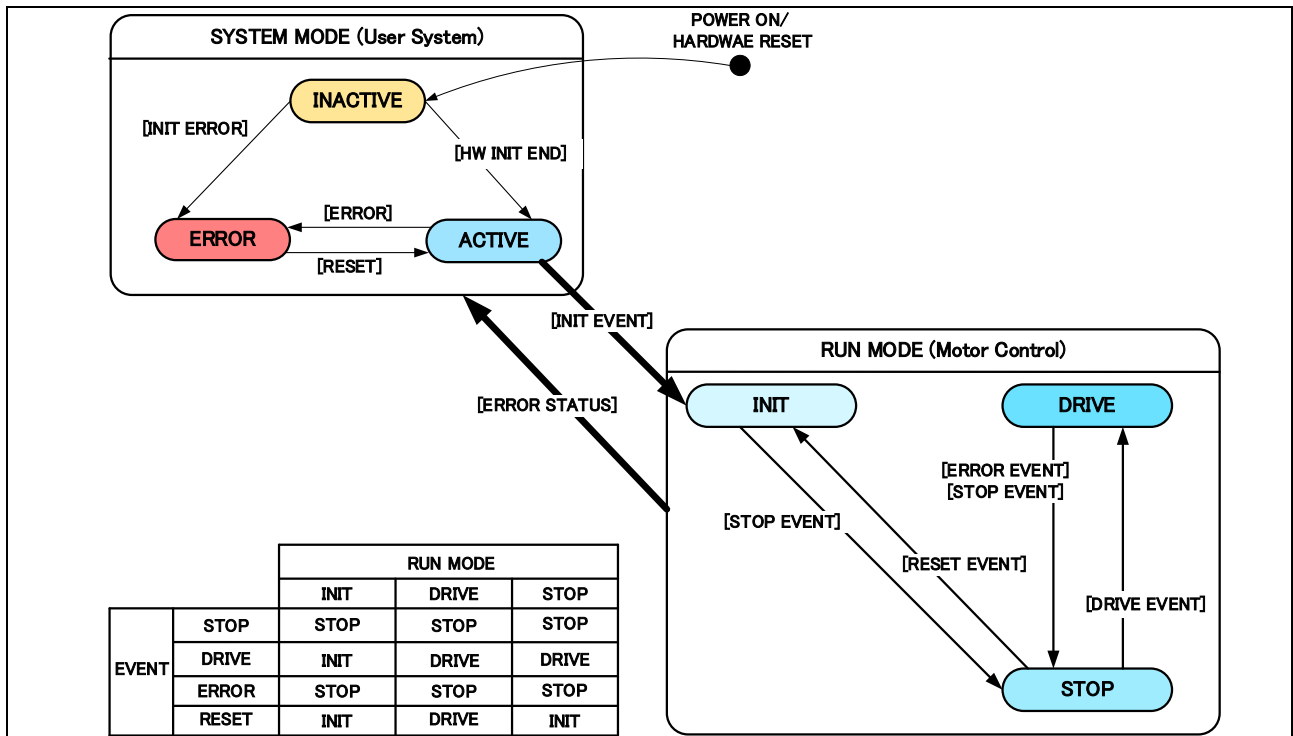 POWER ON/
HARDWAE RESET
SYSTEM MODE (User System)
INACTIVE
[INIT ERROR]
[HW INIT END]
[ERROR]
ERROR
ACTIVE
[RESET]
[INIT EVENT]
[ERROR STATUS]
RUN MODE (Motor Control)
INIT
DRIVE
[ERROR EVENT]
[STOP EVENT]
[STOP EVENT]
[RESET EVENT]
[DRIVE EVENT]
STOP
RUN MODE
INIT DRIVE STOP
EVENT
STOP STOP STOP STOP
DRIVE INIT DRIVE DRIVE
ERROR STOP STOP STOP
RESET INIT DRIVE INIT